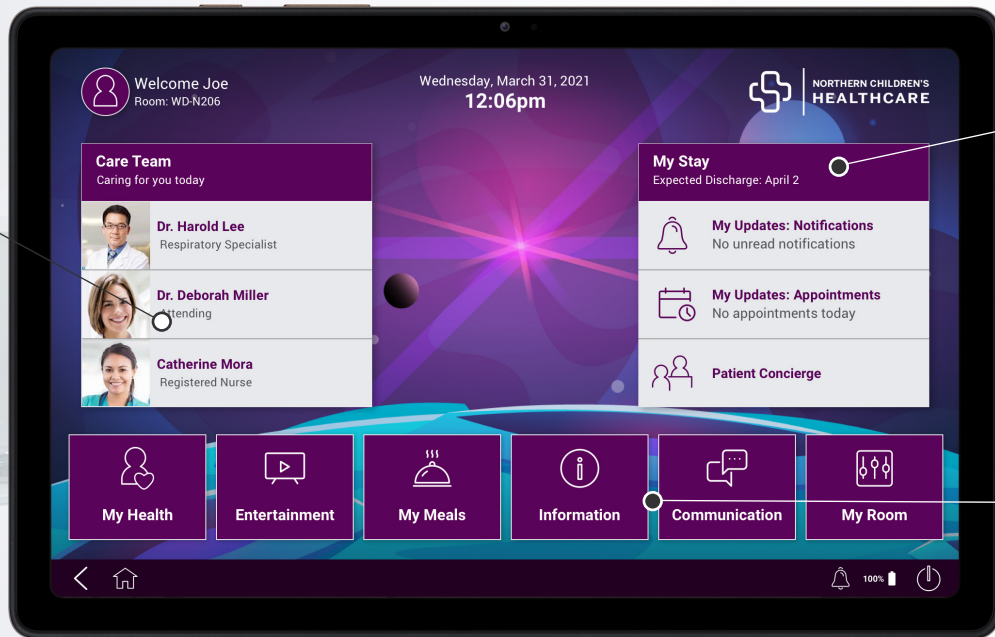 Welcome Joe
Room: WD-N206
Wednesday, March 31, 2021
12:06pm
NORTHERN CHILDREN'S
HEALTHCARE
Care Team
Caring for you today
Dr. Harold Lee
Respiratory Specialist
Dr. Deborah Miller
Attending
Catherine Mora
Registered Nurse
My Stay
Expected Discharge: April 2
My Updates: Notifications
No unread notifications
My Updates: Appointments
No appointments today
Patient Concierge
My Health
Entertainment
My Meals
Information
Communication
My Room
100%